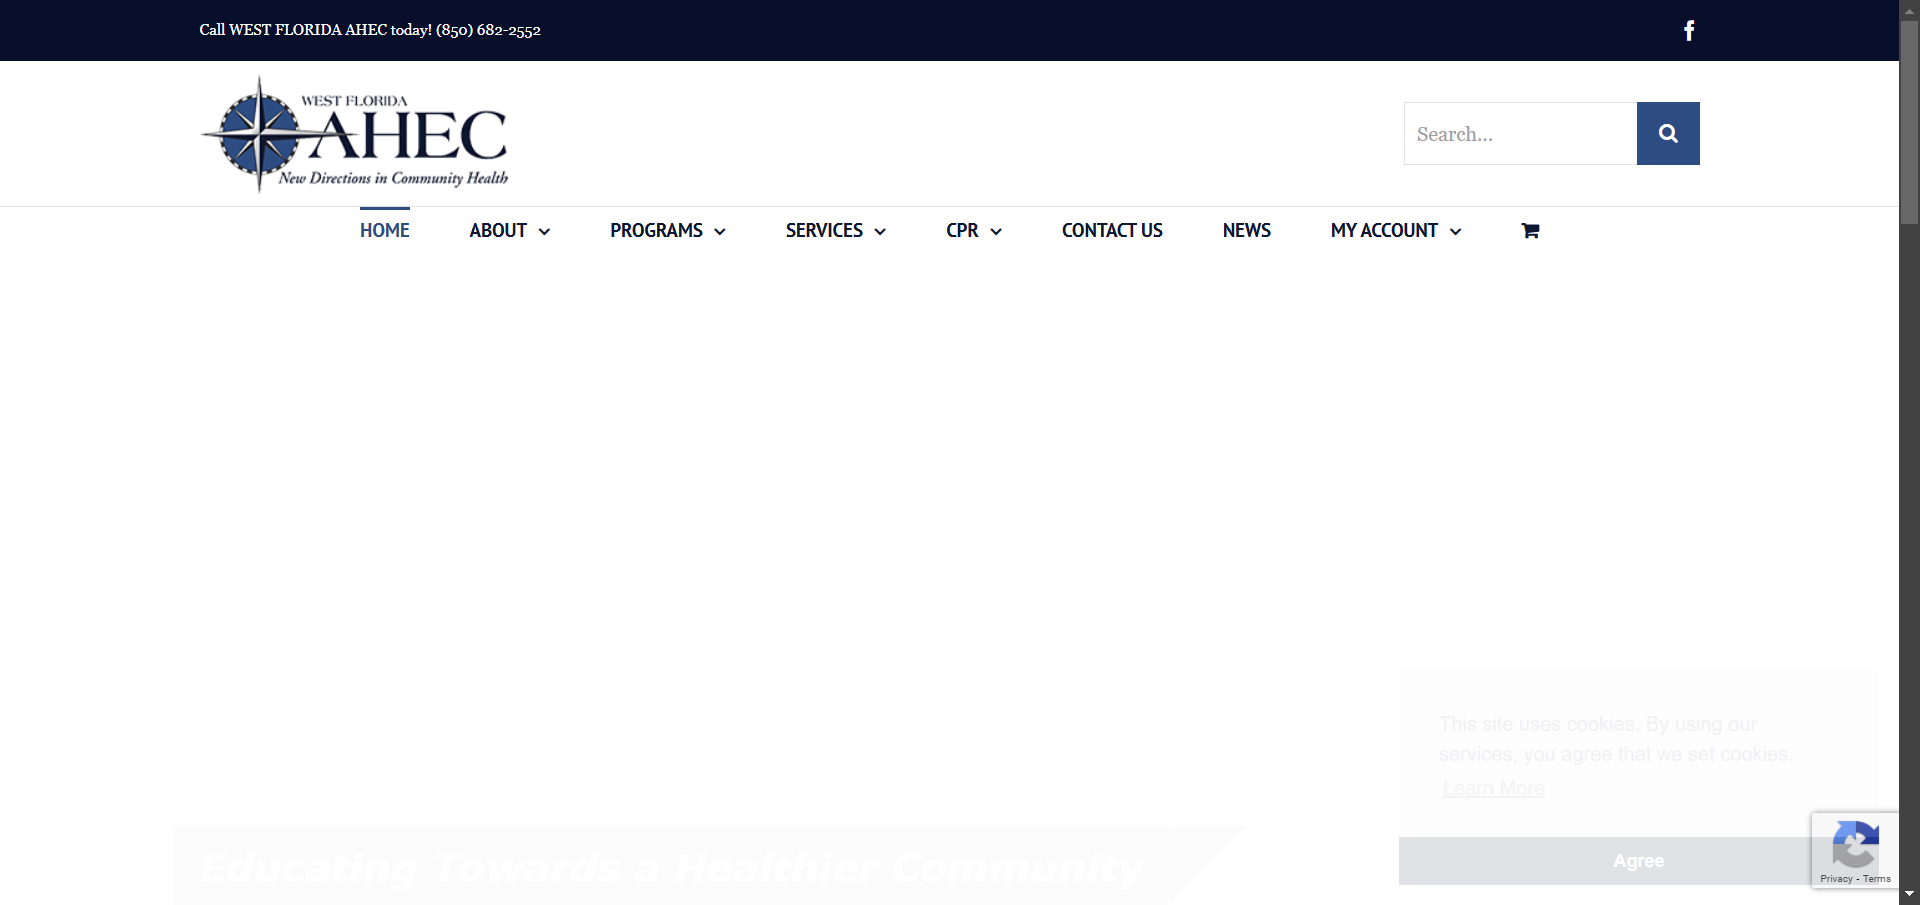 Call WEST FLORIDA AHEC today! (850) 682-2552
WEST FLORIDA
AHEC
New Directions in Community Health
Search...
HOME
ABOUT
PROGRAMS
SERVICES
CPR
CONTACT US
NEWS
MY ACCOUNT
This site uses cookies. By using our
services, you agree that we set cookies.
Learn More
Educating Towards a Healthier Community
Agree
Privacy - Terms